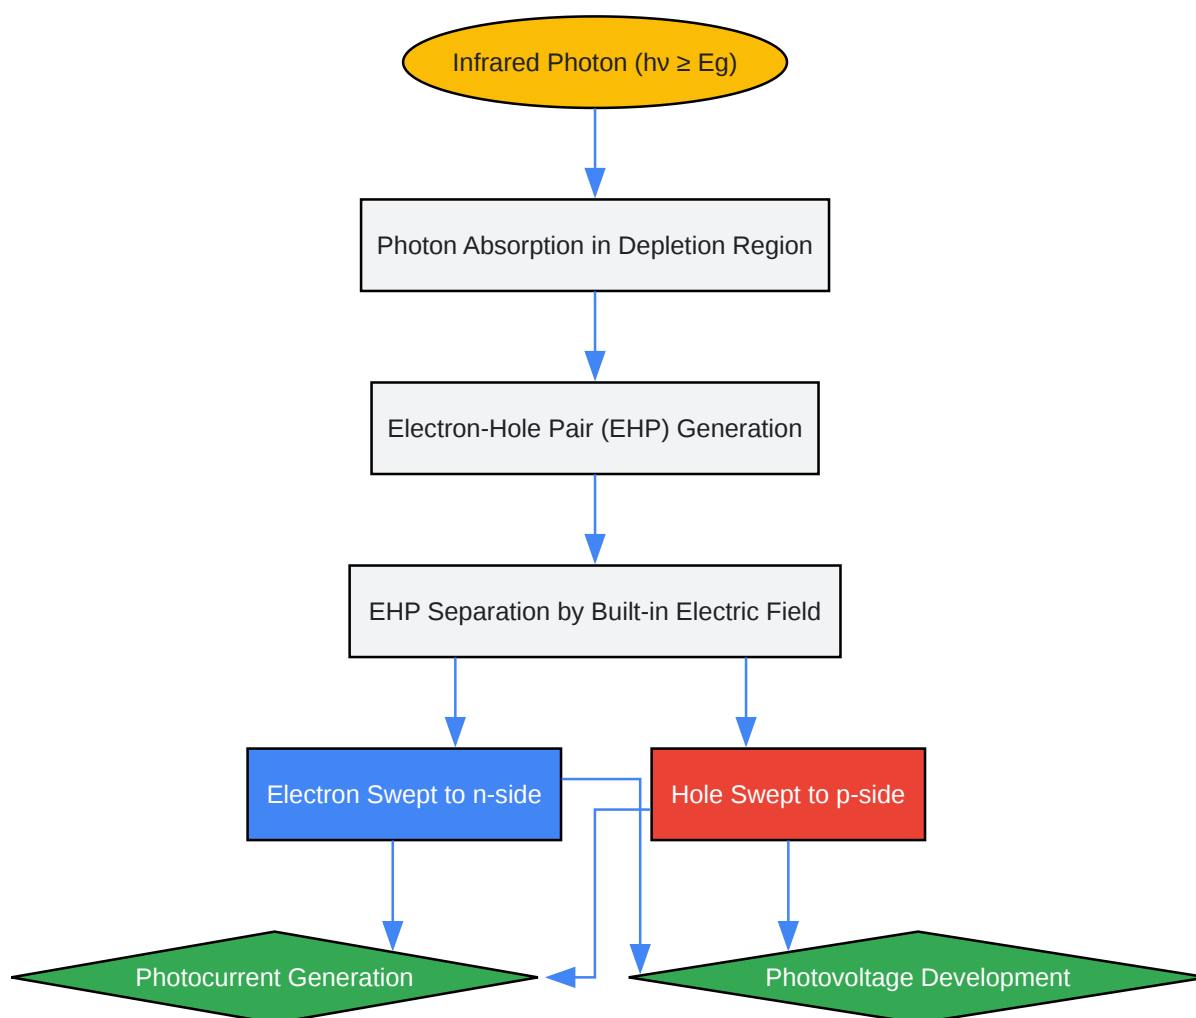 Infrared Photon (hν ≥ Eg)
Photon Absorption in Depletion Region
Electron-Hole Pair (EHP) Generation
EHP Separation by Built-in Electric Field
Electron Swept to n-side
Hole Swept to p-side
Photocurrent Generation
Photovoltage Development